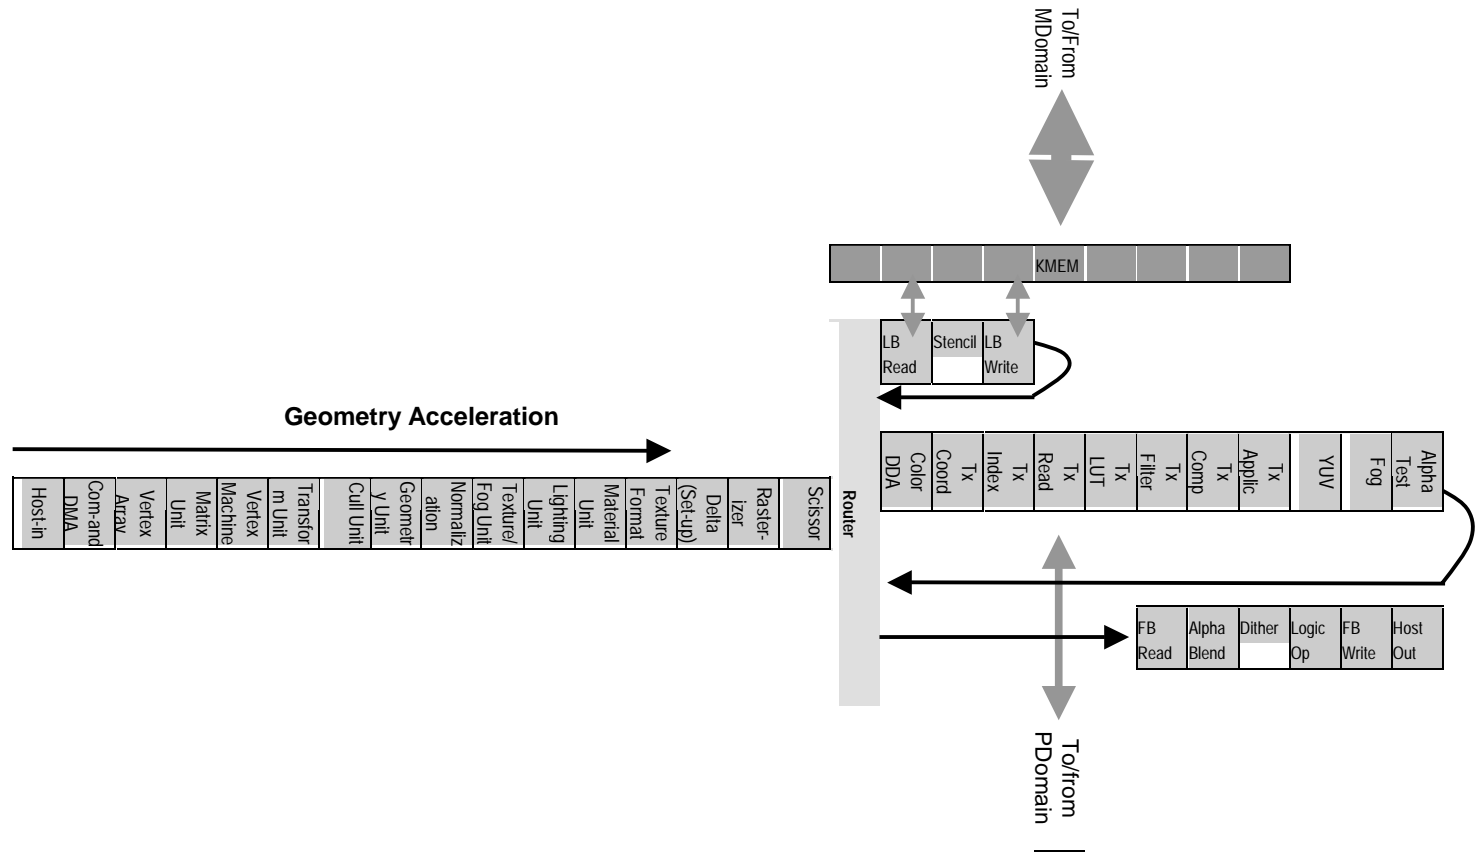 To/From
MDomain
KMEM
LB
Read
Stencil
LB
Write
Geometry Acceleration
Host-in
Com-and
DMA
Vertex
Array
Matrix
Unit
Vertex
Machine
Transfor
m Unit
Cull Unit
Geometr
y Unit
Normaliz
ation
Texture/
Fog Unit
Lighting
Unit
Material
Unit
Texture
Format
Delta
(Set-up)
Raster-
izer
Scissor
Router
Color
DDA
Tx
Coord
Tx
Index
Tx
Read
Tx
LUT
Tx
Filter
Tx
Comp
Tx
Applic
YUV
Fog
Alpha
Test
FB
Read
Alpha
Blend
Dither
Logic
Op
FB
Write
Host
Out
To/from
PDomain